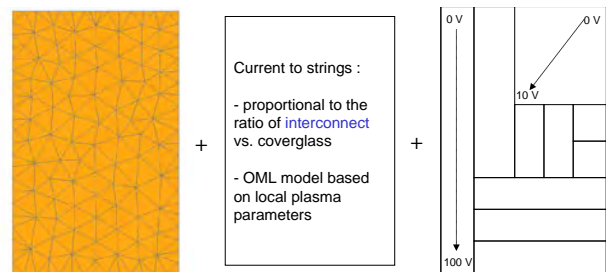 +
Current to strings :
- proportional to the
ratio of interconnect
vs. coverglass
- OML model based
on local plasma
parameters
+
0 V
0 V
10 V
100 V